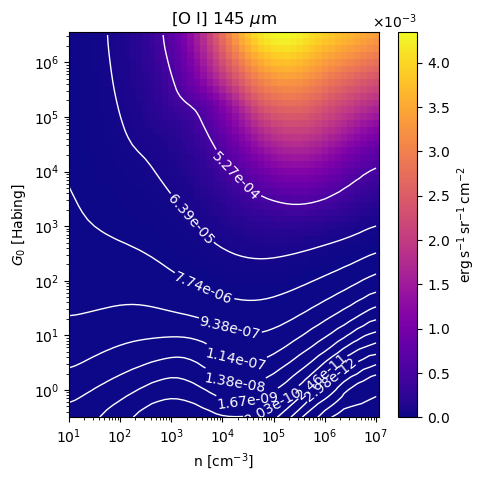 [O I] 145 μm
×10⁻³
10⁶
10⁵
10⁴
10³
10²
10¹
10⁰
G₀ [Habing]
5.27e-04
6.39e-05
7.74e-06
9.38e-07
1.14e-07
1.38e-08
1.67e-09
2.98e-12
10¹ 10² 10³ 10⁴ 10⁵ 10⁶ 10⁷
n [cm⁻³]
4.0
3.5
3.0
2.5
2.0
1.5
1.0
0.5
0.0
erg s⁻¹ sr⁻¹ cm⁻²